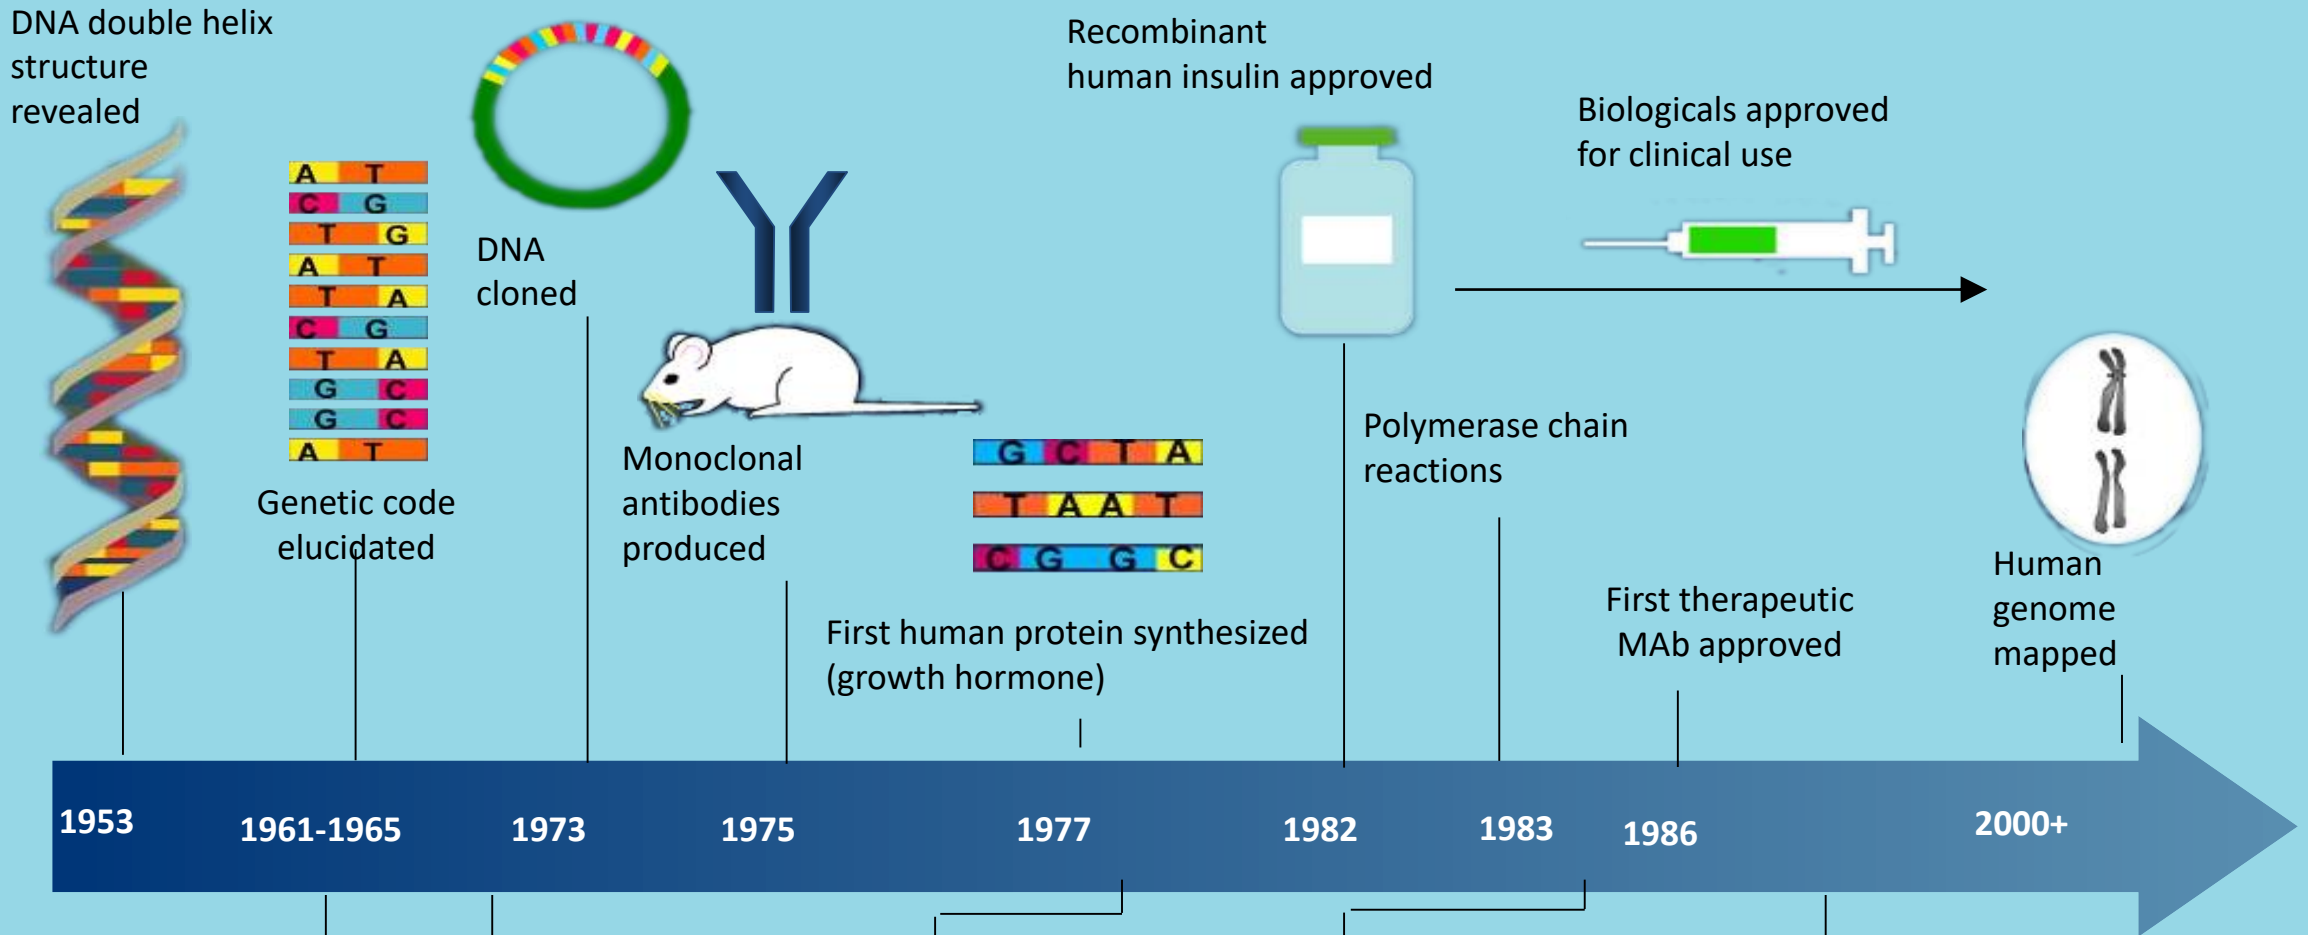 DNA double helix
structure
revealed
A T
C G
T G
A T
T A
C G
T A
G C
G C
A T
Genetic code
elucidated
DNA
cloned
Monoclonal
antibodies
produced
G C T A
T A A T
C G G C
First human protein synthesized
(growth hormone)
Recombinant
human insulin approved
Polymerase chain
reactions
Biologicals approved
for clinical use
First therapeutic
MAb approved
Human
genome
mapped
1953
1961-1965
1973
1975
1977
1982
1983
1986
2000+